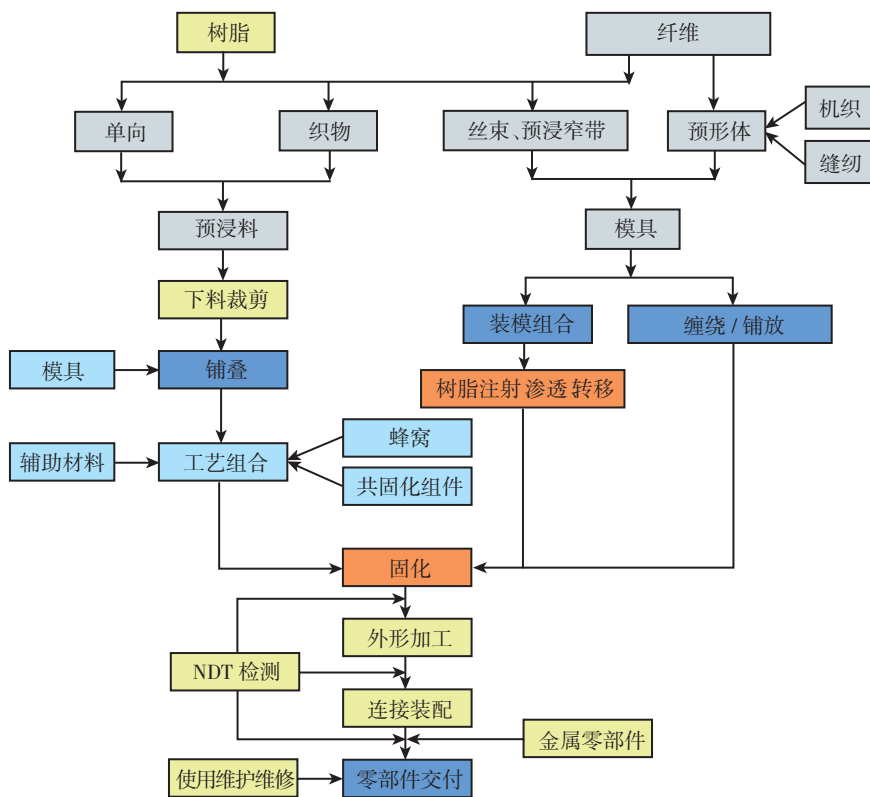 树脂
纤维
单向
织物
丝束、预浸窄带
预形体
机织
缝纫
预浸料
模具
下料裁剪
装模组合
缠绕 / 铺放
模具
铺叠
树脂注射 渗透 转移
蜂窝
辅助材料
工艺组合
共固化组件
固化
外形加工
NDT 检测
连接装配
金属零部件
使用维护维修
零部件交付